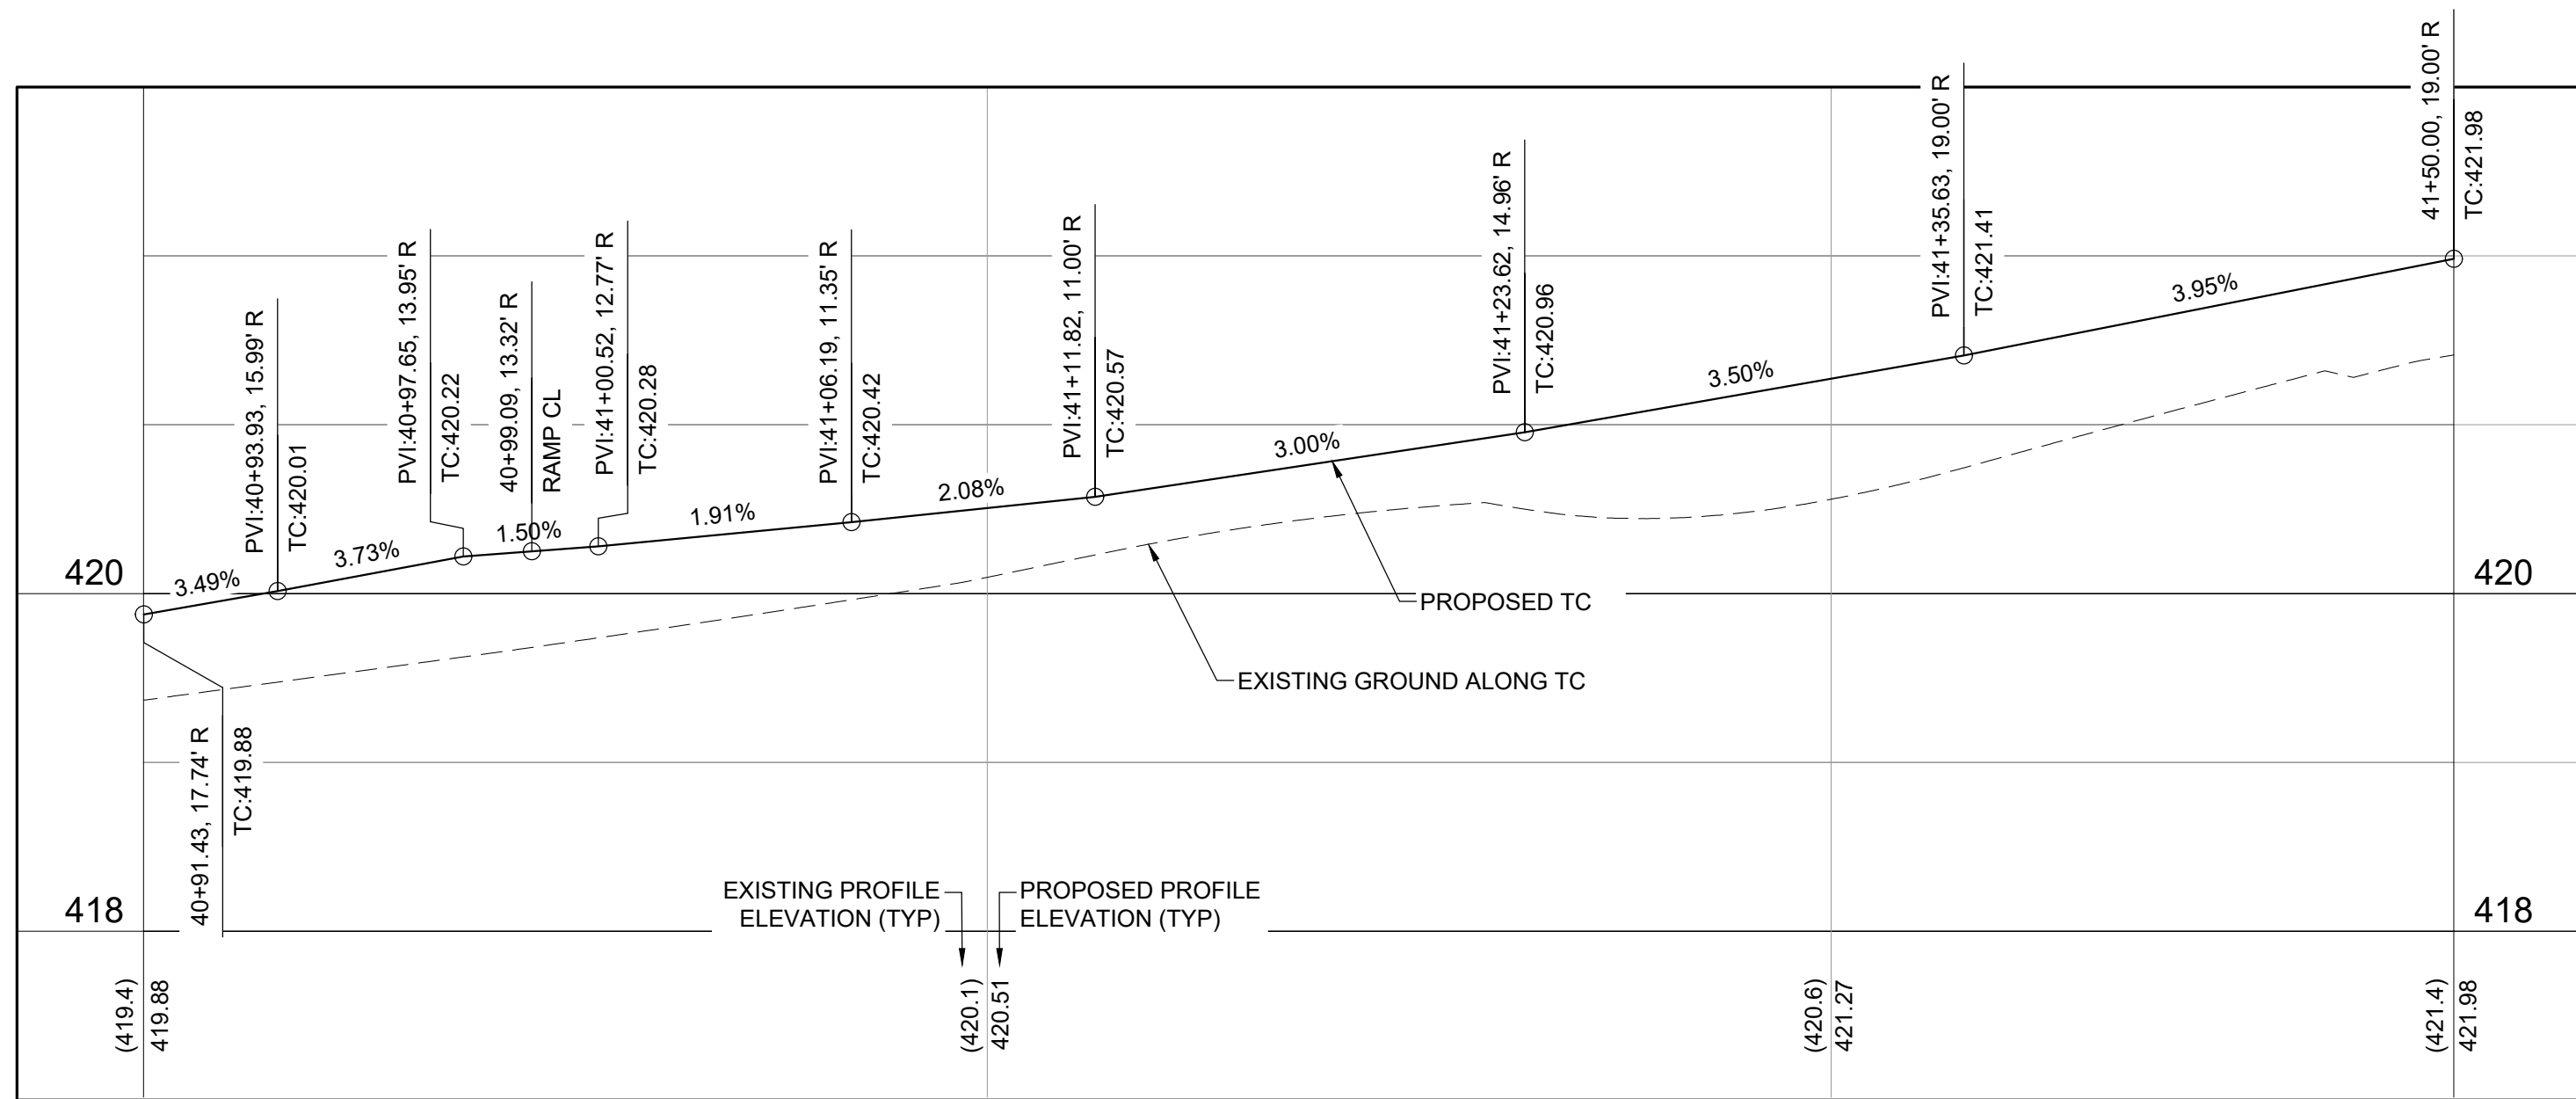 41+50.00, 19.00' R
TC:421.98
PVI:41+35.63, 19.00' R
TC:421.41
PVI:41+23.62, 14.96' R
TC:420.96
PVI:41+11.82, 11.00' R
TC:420.57
PVI:41+06.19, 11.35' R
TC:420.42
PVI:41+00.52, 12.77' R
TC:420.28
40+99.09, 13.32' R
RAMP CL
PVI:40+97.65, 13.95' R
TC:420.22
PVI:40+93.93, 15.99' R
TC:420.01
3.49%
3.73%
1.50%
1.91%
2.08%
3.00%
3.50%
3.95%
420
420
PROPOSED TC
EXISTING GROUND ALONG TC
40+91.43, 17.74' R
TC:419.88
418
418
EXISTING PROFILE
ELEVATION (TYP)
PROPOSED PROFILE
ELEVATION (TYP)
(419.4)
419.88
(420.1)
420.51
(420.6)
421.27
(421.4)
421.98